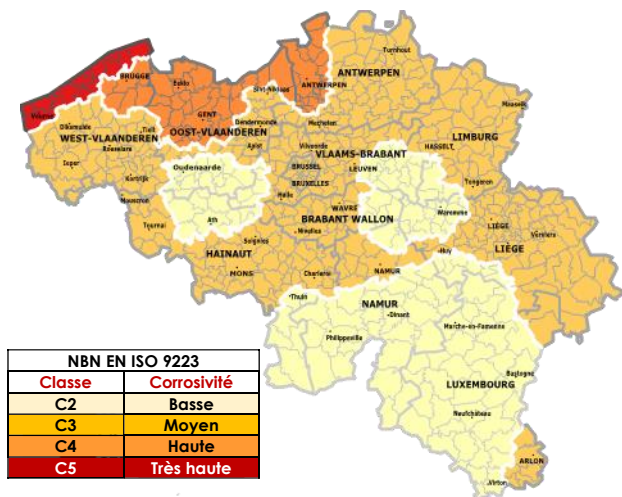 Turnhout
ANTWERPEN
BRÜGGE
Eeklo
Sint-Niklaas
ANTWERPEN
Maaseik
Veurne
GENT
Diksmuide
Tielt
OOST-VLAANDEREN
Dendermonde
Mechelen
LIMBURG
WEST-VLAANDEREN
Roeselare
Aalst
Vilvoorde
VLAAMS-BRABANT
HASSELT
Ieper
Oudenaarde
BRUSSEL
LEUVEN
Kortrijk
BRUXELLES
Tongeren
Mouscron
Halle
WAVRE
Waremme
Ath
BRABANT WALLON
LIÈGE
Tournai
Nivelles
Verviers
Soignies
Huy
LIÈGE
HAINAUT
MONS
Charleroi
NAMUR
Thuin
NAMUR
Dinant
Marche-en-Famenne
Philippeville
Bastogne
LUXEMBOURG
Neufchâteau
ARLON
Virton
NBN EN ISO 9223
Classe Corrosivité
C2 Basse
C3 Moyen
C4 Haute
C5 Très haute